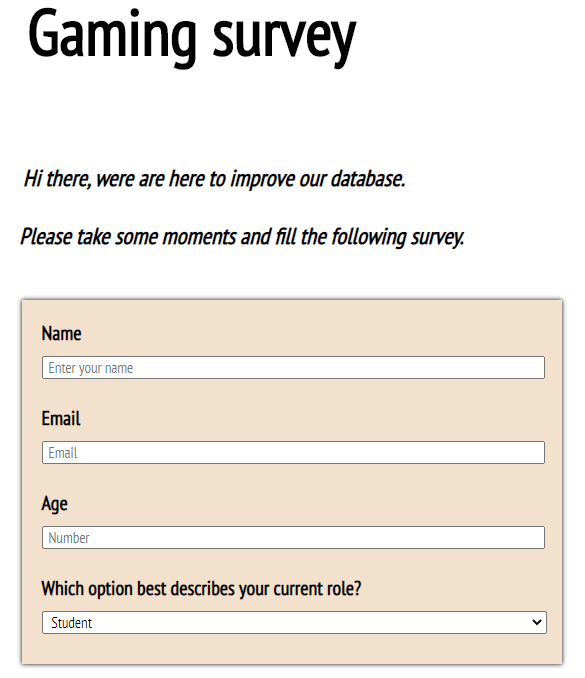 Gaming survey
Hi there, were are here to improve our database.
Please take some moments and fill the following survey.
Name
Enter your name
Email
Email
Age
Number
Which option best describes your current role?
Student